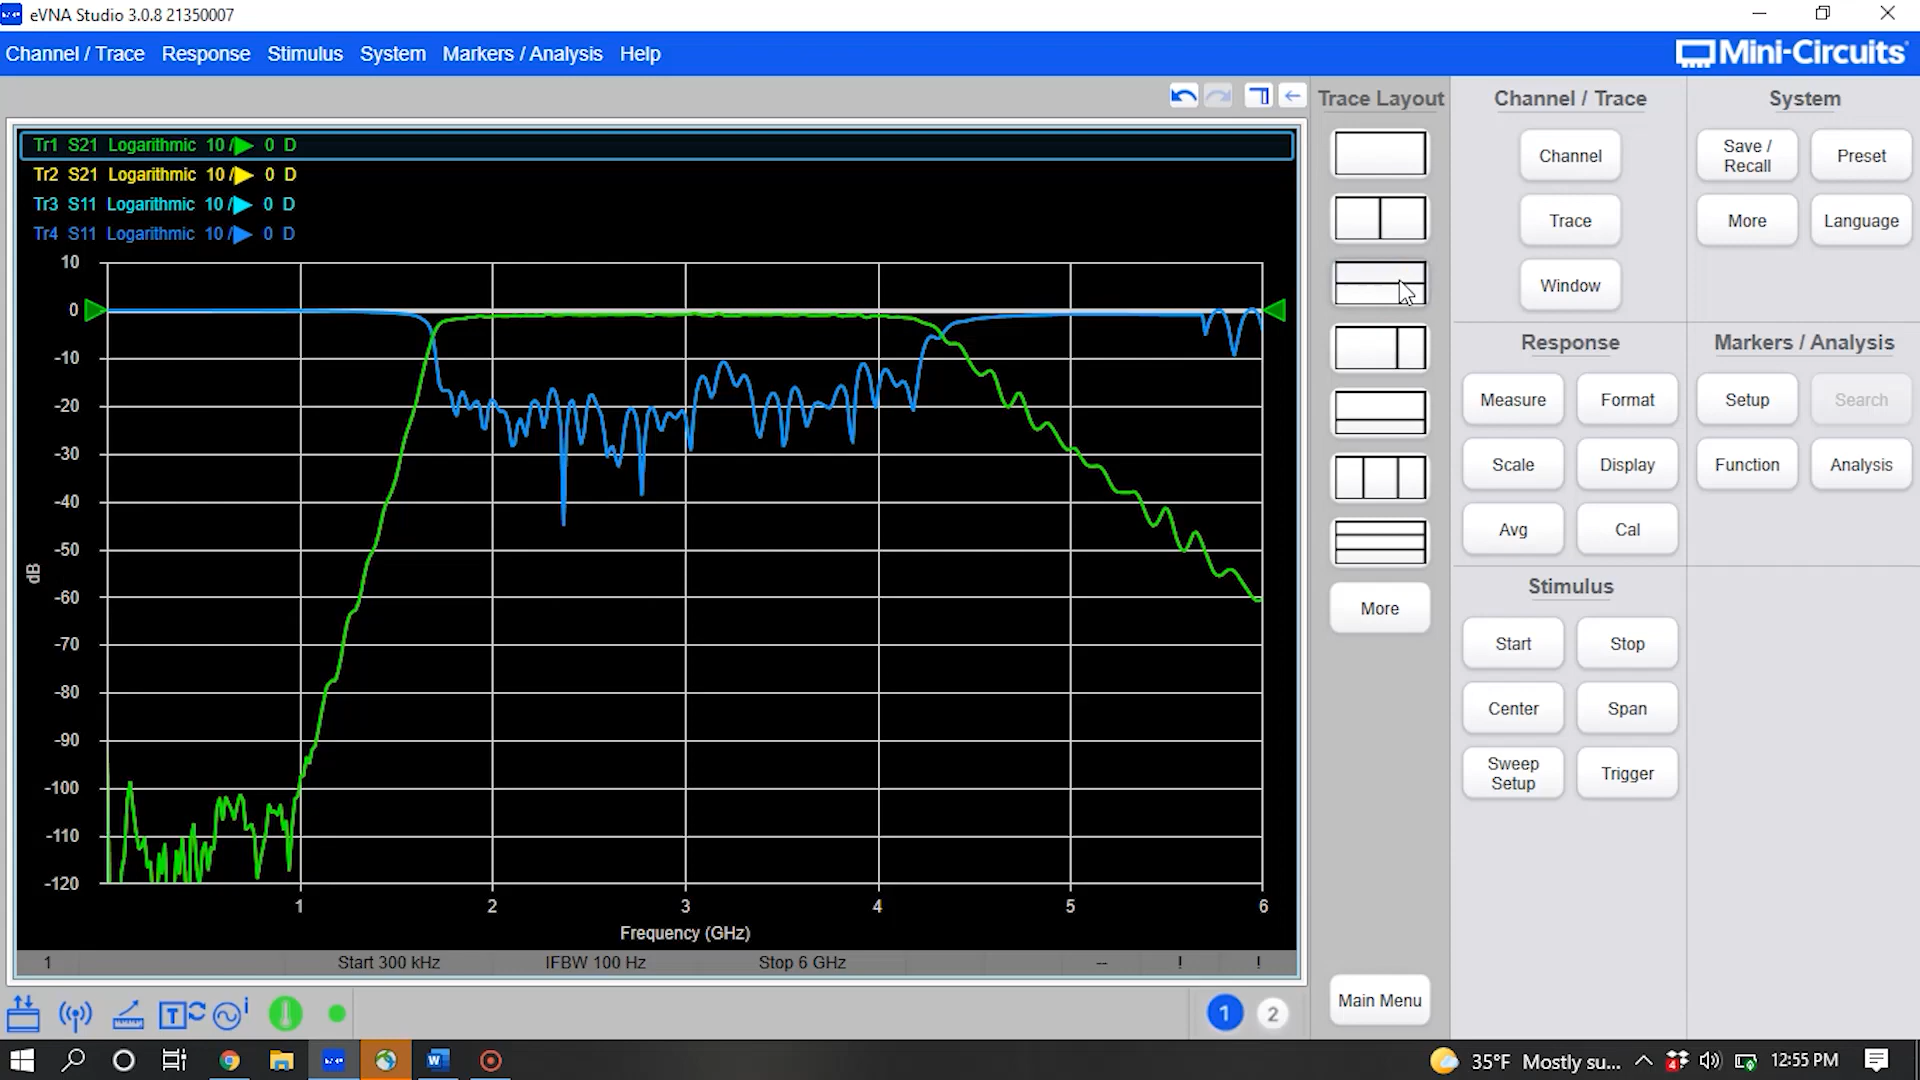 eVNA Studio 3.0.8 21350007
Channel / Trace Response Stimulus System Markers / Analysis Help
Mini-Circuits
Tr1 S21 Logarithmic 10 / 0 D
Tr2 S21 Logarithmic 10 / 0 D
Tr3 S11 Logarithmic 10 / 0 D
Tr4 S11 Logarithmic 10 / 0 D
10
0
-10
-20
-30
-40
-50
-60
-70
-80
-90
-100
-110
-120
dB
1 2 3 4 5 6
Frequency (GHz)
1 Start 300 kHz IFBW 100 Hz Stop 6 GHz -- ! !
Trace Layout
More
Main Menu
Channel / Trace
Channel
Trace
Window
Response
Measure Format
Scale Display
Avg Cal
Stimulus
Start Stop
Center Span
Sweep
Setup
Trigger
System
Save /
Recall
Preset
More Language
Markers / Analysis
Setup Search
Function Analysis
T i
1 2
W
4
35°F Mostly su... 12:55 PM